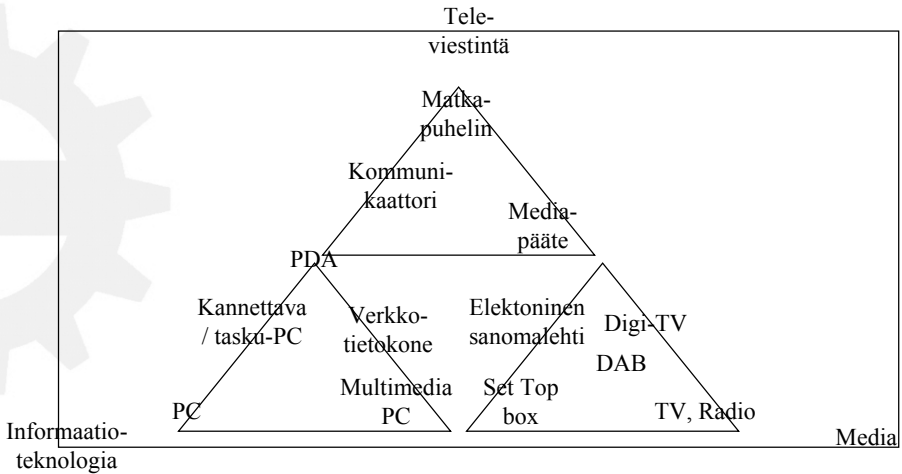 Tele-
viestintä
Matka-
puhelin
Kommuni-
kaattori
Media-
pääte
PDA
Kannettava
/ tasku-PC
Verkko-
tietokone
Elektoninen
sanomalehti
Digi-TV
DAB
PC
Multimedia
PC
Set Top
box
TV, Radio
Informaatio-
teknologia
Media